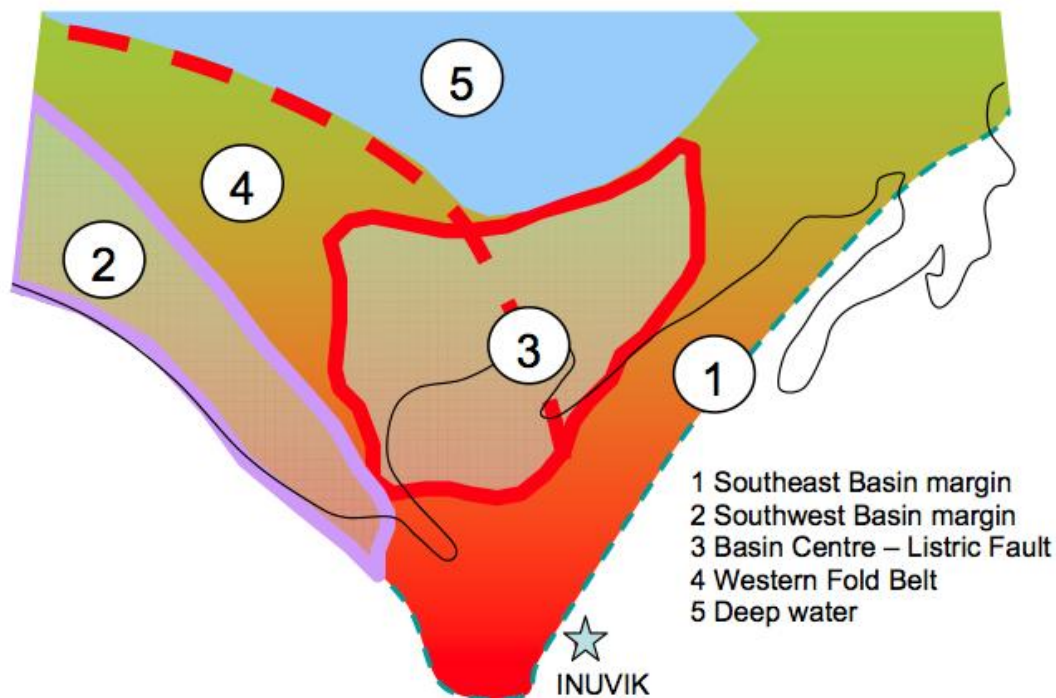 5
4
2
3
1
1 Southeast Basin margin
2 Southwest Basin margin
3 Basin Centre – Listric Fault
4 Western Fold Belt
5 Deep water
INUVIK